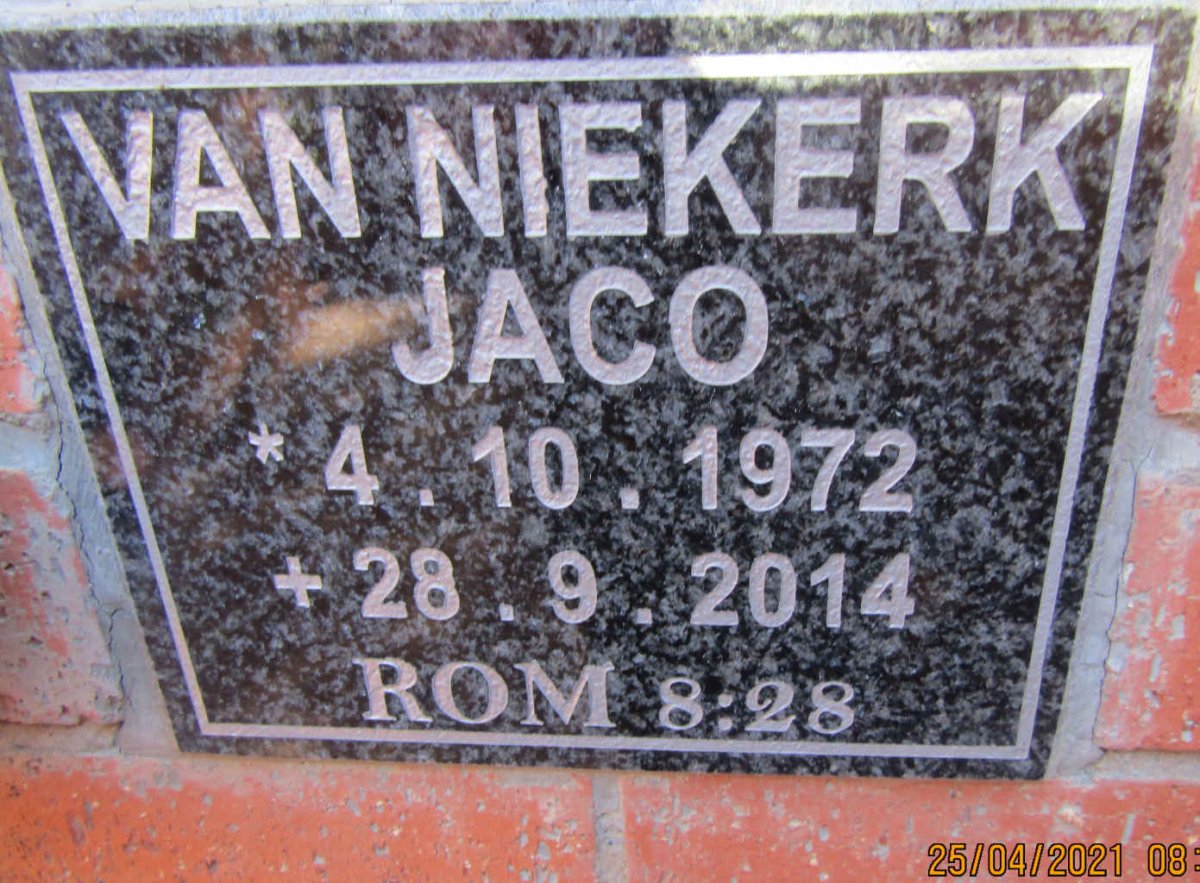 VAN NIEKERK
JACO
* 4 . 10 . 1972
+ 28 . 9 . 2014
ROM 8:28
25/04/2021 08: